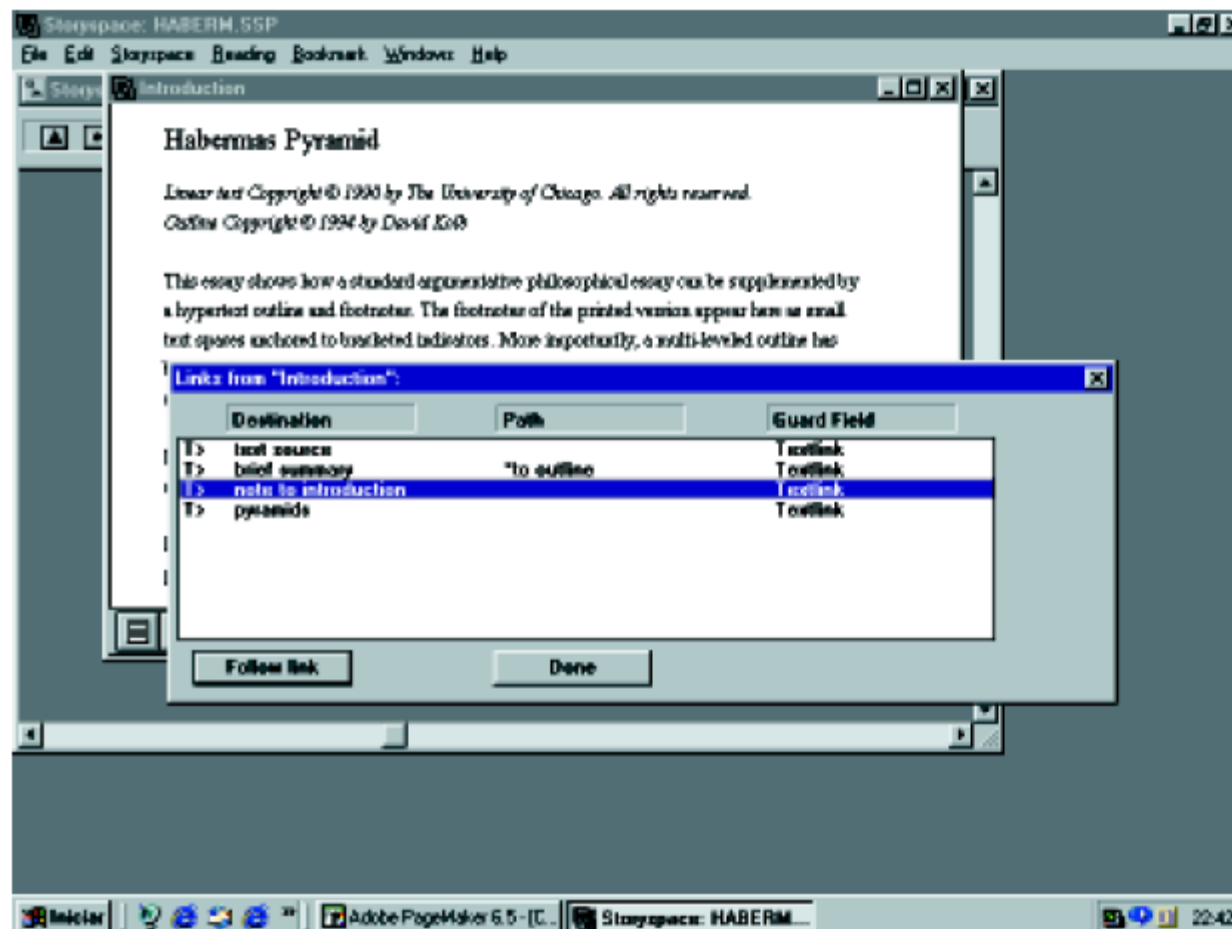 Storyspace: HABERM.SSP
File Edit Storyspace Reading Bookmark Windows Help
Storys
Introduction
Habermas Pyramid
Linear text Copyright © 1990 by The University of Chicago. All rights reserved.
Outline Copyright © 1994 by David Kolb
This essay shows how a standard argumentative philosophical essay can be supplemented by
a hypertext outline and footnotes. The footnotes of the printed version appear here as small
text spaces anchored to bracketed indicators. More importantly, a multi-leveled outline has
Links from "Introduction":
Destination Path Guard Field
T> text source Textlink
T> brief summary "to outline Textlink
T> note to introduction Textlink
T> pyramids Textlink
Follow link Done
Iniciar Adobe PageMaker 6.5 - [C... Storyspace: HABERM.... 22:42